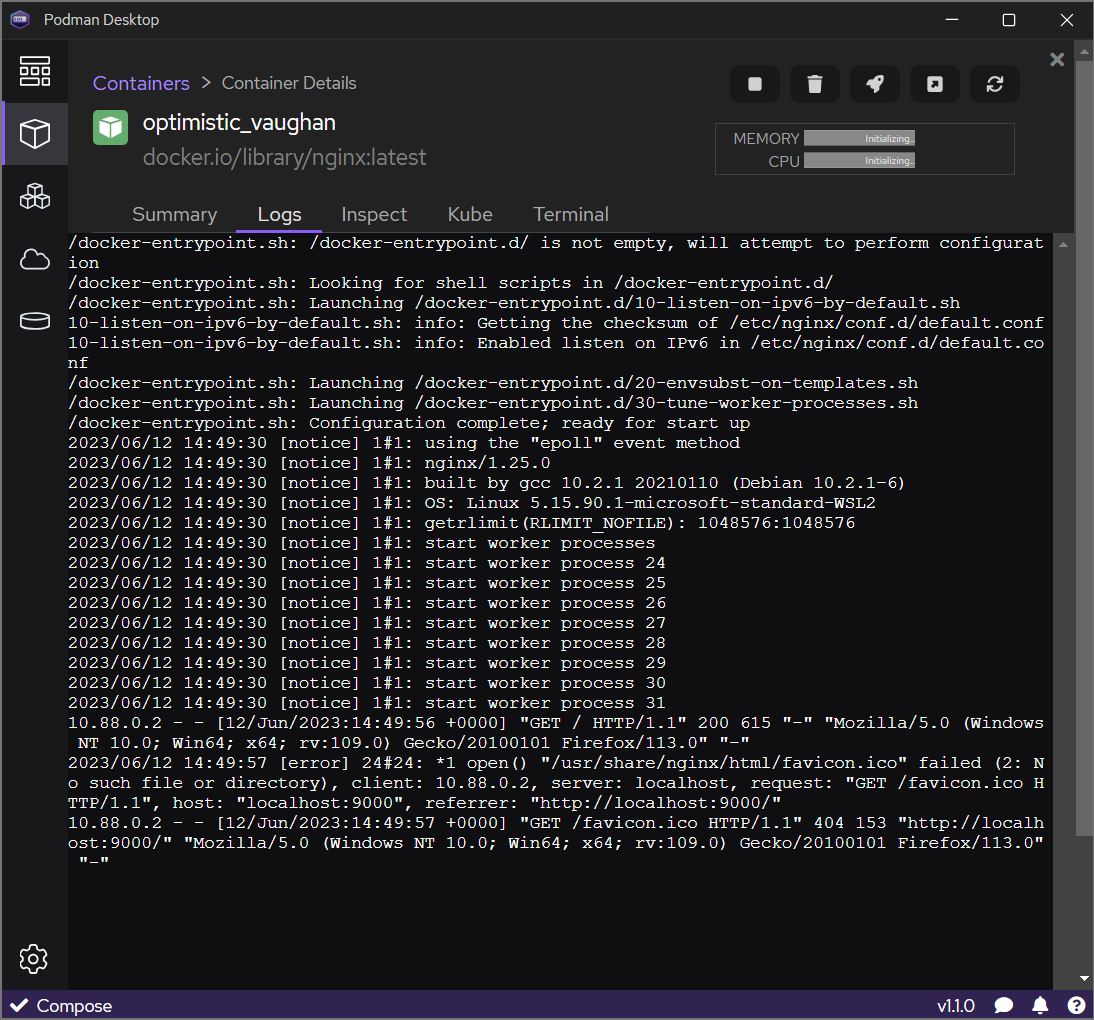 Podman Desktop
Containers > Container Details
optimistic_vaughan
docker.io/library/nginx:latest
MEMORY Initializing...
CPU Initializing...
Summary Logs Inspect Kube Terminal
/docker-entrypoint.sh: /docker-entrypoint.d/ is not empty, will attempt to perform configurat
ion
/docker-entrypoint.sh: Looking for shell scripts in /docker-entrypoint.d/
/docker-entrypoint.sh: Launching /docker-entrypoint.d/10-listen-on-ipv6-by-default.sh
10-listen-on-ipv6-by-default.sh: info: Getting the checksum of /etc/nginx/conf.d/default.conf
10-listen-on-ipv6-by-default.sh: info: Enabled listen on IPv6 in /etc/nginx/conf.d/default.co
nf
/docker-entrypoint.sh: Launching /docker-entrypoint.d/20-envsubst-on-templates.sh
/docker-entrypoint.sh: Launching /docker-entrypoint.d/30-tune-worker-processes.sh
/docker-entrypoint.sh: Configuration complete; ready for start up
2023/06/12 14:49:30 [notice] 1#1: using the "epoll" event method
2023/06/12 14:49:30 [notice] 1#1: nginx/1.25.0
2023/06/12 14:49:30 [notice] 1#1: built by gcc 10.2.1 20210110 (Debian 10.2.1-6)
2023/06/12 14:49:30 [notice] 1#1: OS: Linux 5.15.90.1-microsoft-standard-WSL2
2023/06/12 14:49:30 [notice] 1#1: getrlimit(RLIMIT_NOFILE): 1048576:1048576
2023/06/12 14:49:30 [notice] 1#1: start worker processes
2023/06/12 14:49:30 [notice] 1#1: start worker process 24
2023/06/12 14:49:30 [notice] 1#1: start worker process 25
2023/06/12 14:49:30 [notice] 1#1: start worker process 26
2023/06/12 14:49:30 [notice] 1#1: start worker process 27
2023/06/12 14:49:30 [notice] 1#1: start worker process 28
2023/06/12 14:49:30 [notice] 1#1: start worker process 29
2023/06/12 14:49:30 [notice] 1#1: start worker process 30
2023/06/12 14:49:30 [notice] 1#1: start worker process 31
10.88.0.2 - - [12/Jun/2023:14:49:56 +0000] "GET / HTTP/1.1" 200 615 "-" "Mozilla/5.0 (Windows
 NT 10.0; Win64; x64; rv:109.0) Gecko/20100101 Firefox/113.0" "-"
2023/06/12 14:49:57 [error] 24#24: *1 open() "/usr/share/nginx/html/favicon.ico" failed (2: N
o such file or directory), client: 10.88.0.2, server: localhost, request: "GET /favicon.ico H
TTP/1.1", host: "localhost:9000", referrer: "http://localhost:9000/"
10.88.0.2 - - [12/Jun/2023:14:49:57 +0000] "GET /favicon.ico HTTP/1.1" 404 153 "http://localh
ost:9000/" "Mozilla/5.0 (Windows NT 10.0; Win64; x64; rv:109.0) Gecko/20100101 Firefox/113.0"
 "-"
Compose v1.1.0